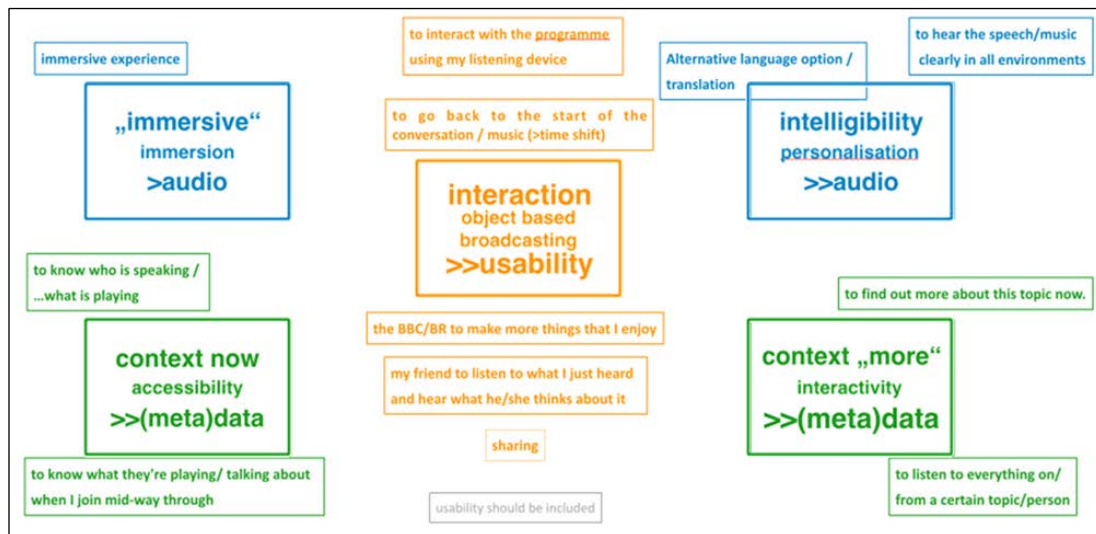 immersive experience
„immersive“
immersion
>audio
to interact with the programme
using my listening device
to go back to the start of the
conversation / music (>time shift)
interaction
object based
broadcasting
>>usability
Alternative language option /
translation
to hear the speech/music
clearly in all environments
intelligibility
personalisation
>>audio
to know who is speaking /
…what is playing
context now
accessibility
>>(meta)data
to know what they're playing/ talking about
when I join mid-way through
the BBC/BR to make more things that I enjoy
my friend to listen to what I just heard
and hear what he/she thinks about it
sharing
usability should be included
to find out more about this topic now.
context „more“
interactivity
>>(meta)data
to listen to everything on/
from a certain topic/person